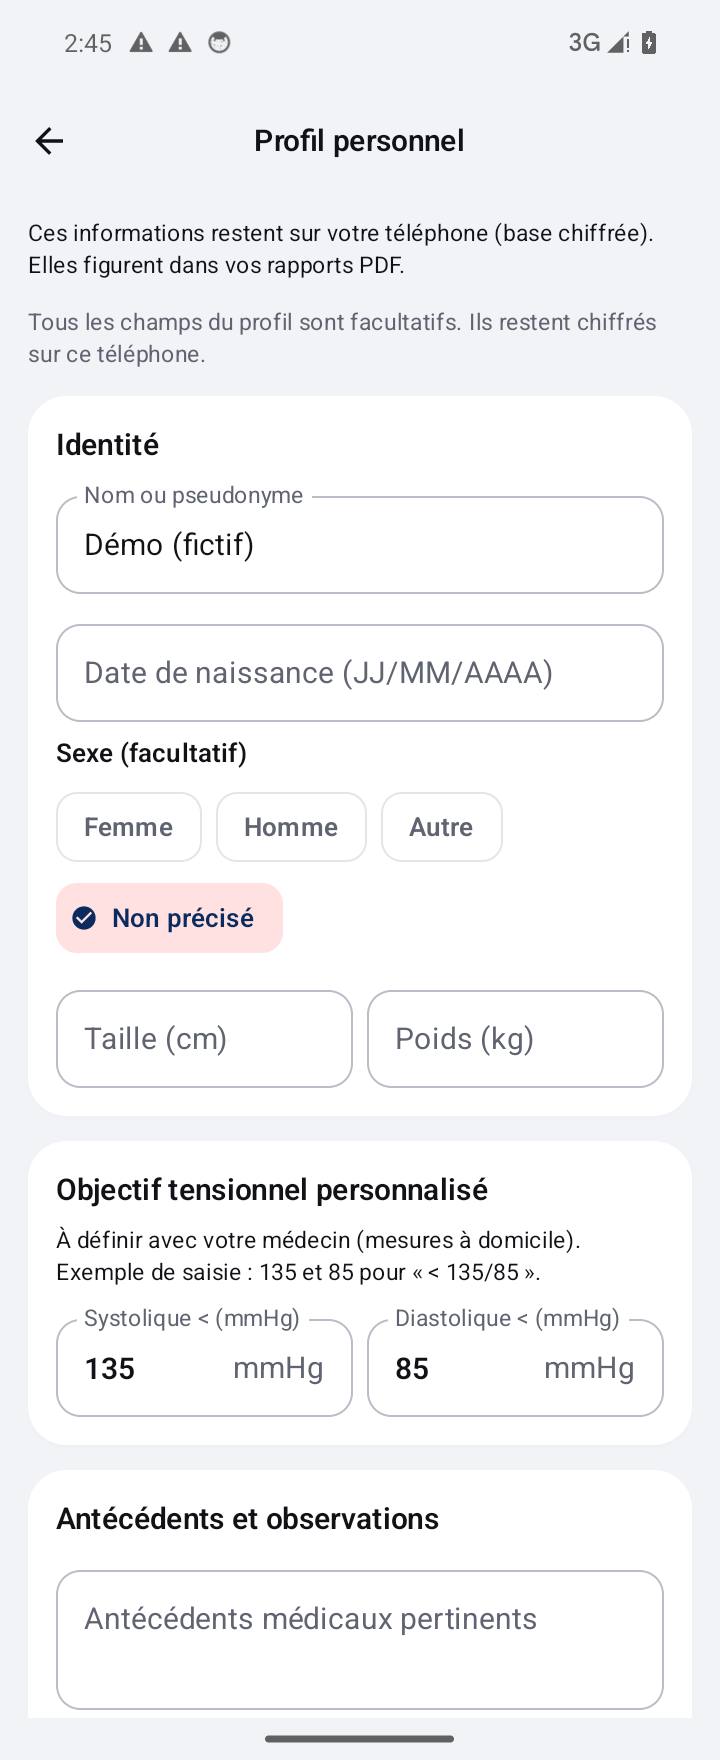 2:45
3G
Profil personnel
Ces informations restent sur votre téléphone (base chiffrée).
Elles figurent dans vos rapports PDF.
Tous les champs du profil sont facultatifs. Ils restent chiffrés
sur ce téléphone.
Identité
Nom ou pseudonyme
Démo (fictif)
Date de naissance (JJ/MM/AAAA)
Sexe (facultatif)
Femme
Homme
Autre
Non précisé
Taille (cm)
Poids (kg)
Objectif tensionnel personnalisé
À définir avec votre médecin (mesures à domicile).
Exemple de saisie : 135 et 85 pour « < 135/85 ».
Systolique < (mmHg)
135 mmHg
Diastolique < (mmHg)
85 mmHg
Antécédents et observations
Antécédents médicaux pertinents